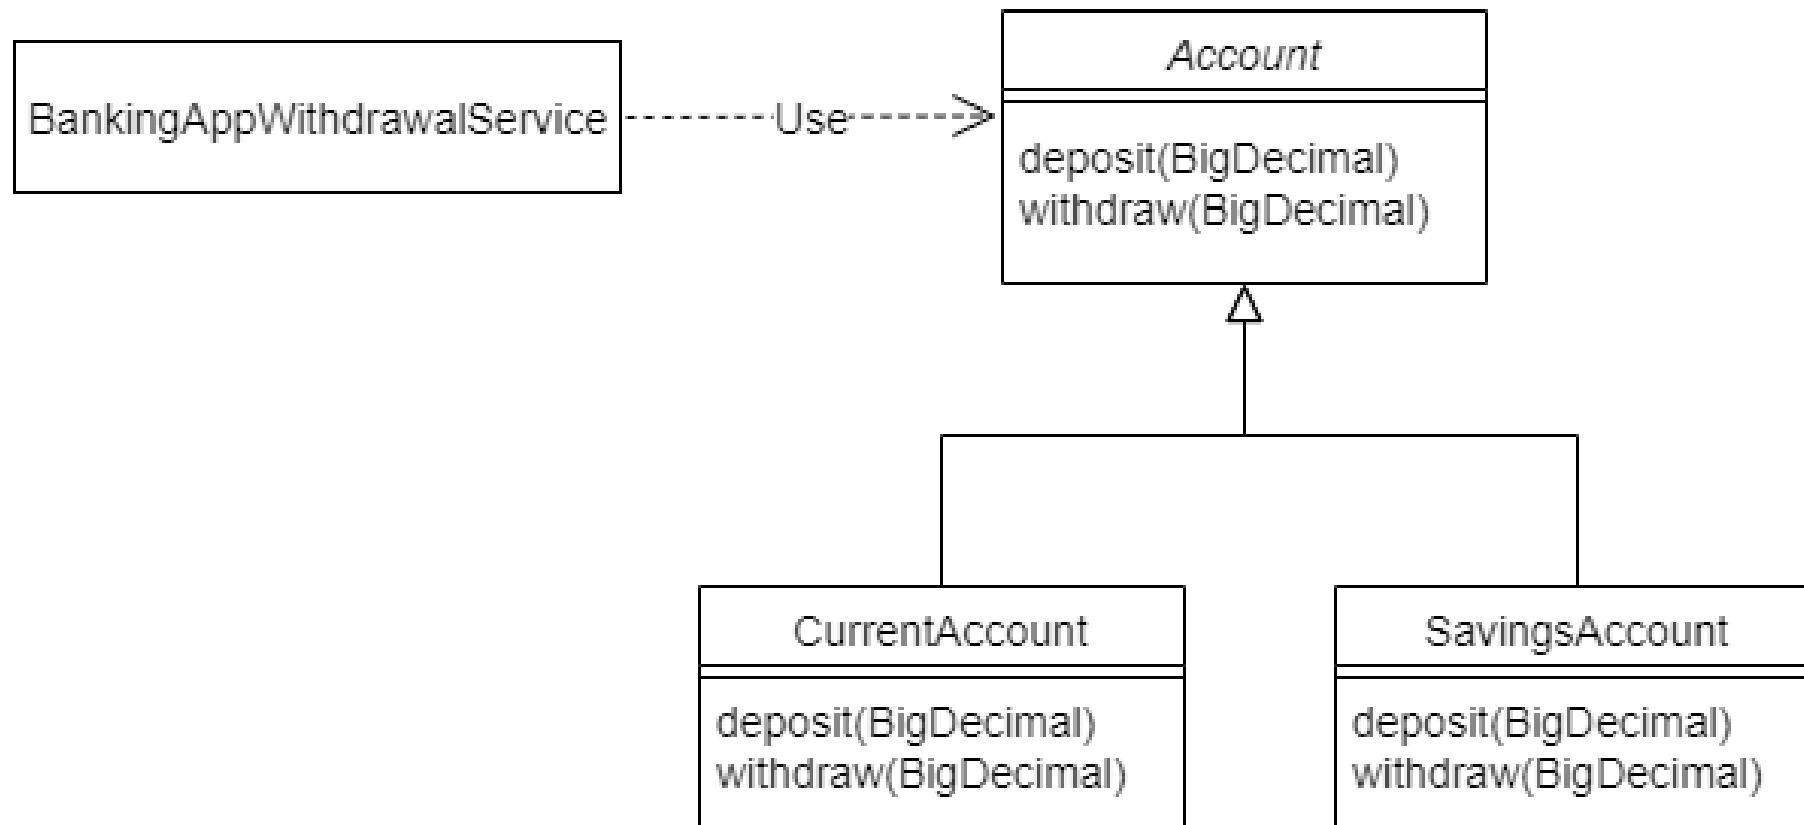 BankingAppWithdrawalService
Use
Account
deposit(BigDecimal)
withdraw(BigDecimal)
CurrentAccount
deposit(BigDecimal)
withdraw(BigDecimal)
SavingsAccount
deposit(BigDecimal)
withdraw(BigDecimal)